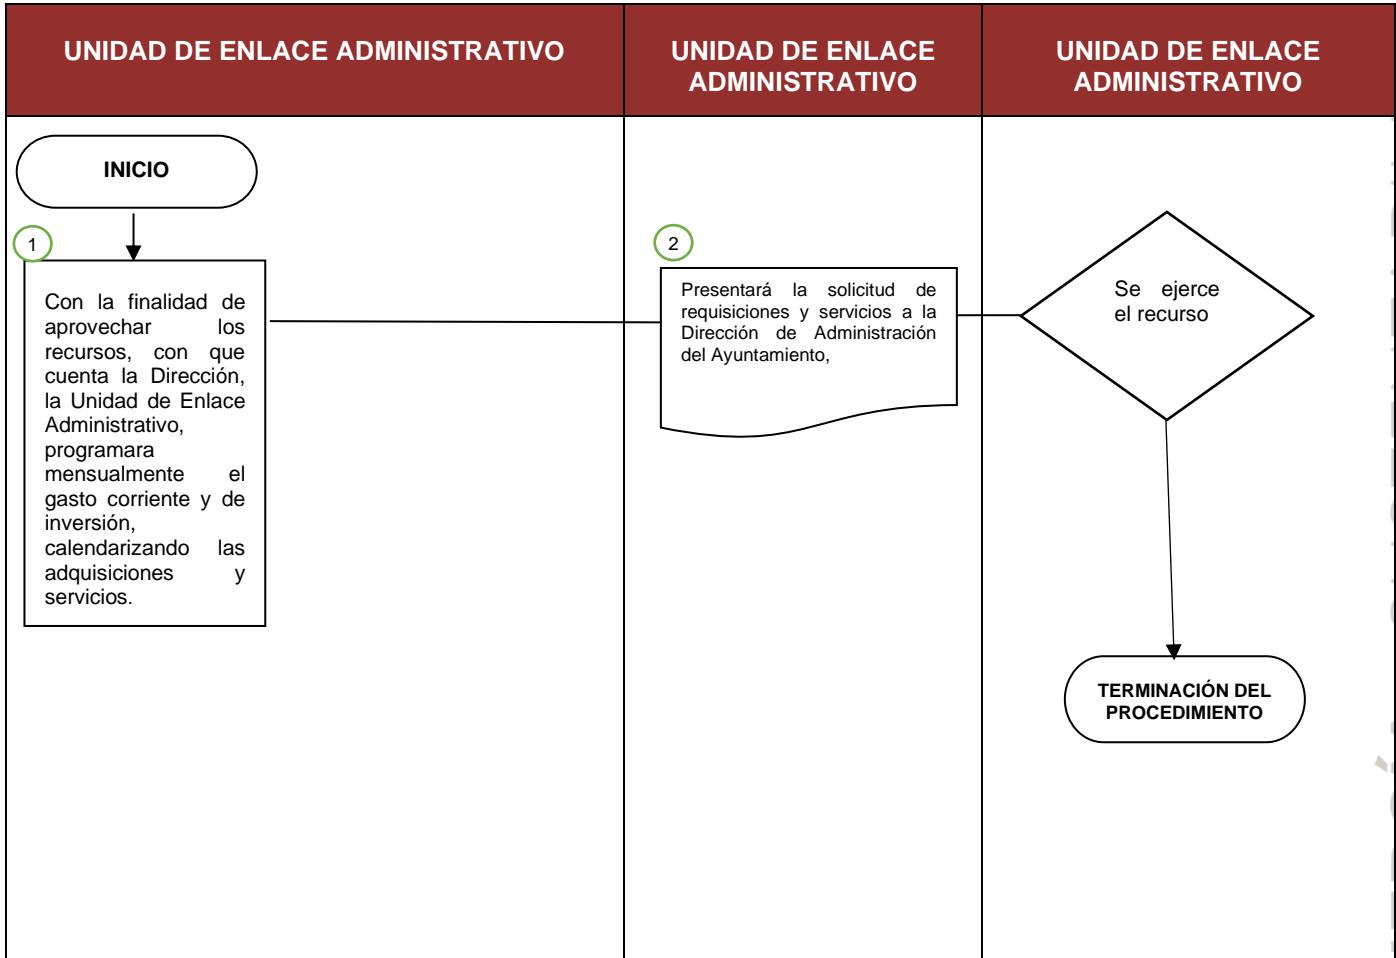 UNIDAD DE ENLACE ADMINISTRATIVO
UNIDAD DE ENLACE
ADMINISTRATIVO
UNIDAD DE ENLACE
ADMINISTRATIVO
INICIO
1
Con la finalidad de
aprovechar los
recursos, con que
cuenta la Dirección,
la Unidad de Enlace
Administrativo,
programara
mensualmente el
gasto corriente y de
inversión,
calendarizando las
adquisiciones y
servicios.
2
Presentará la solicitud de
requisiciones y servicios a la
Dirección de Administración
del Ayuntamiento,
Se ejerce
el recurso
TERMINACIÓN DEL
PROCEDIMIENTO